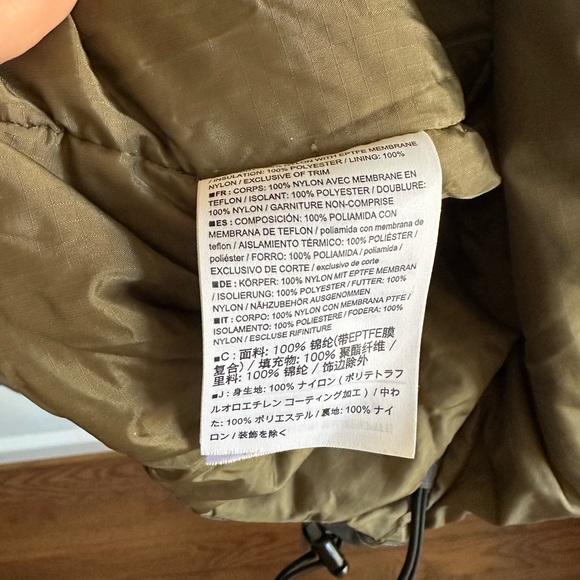 NYLON WITH EPTFE MEMBRANE
/ INSULATION: 100% POLYESTER / LINING: 100%
NYLON / EXCLUSIVE OF TRIM
■FR: CORPS: 100% NYLON AVEC MEMBRANE EN
TEFLON / ISOLANT: 100% POLYESTER / DOUBLURE:
100% NYLON / GARNITURE NON-COMPRISE
■ES: COMPOSICIÓN: 100% POLIAMIDA CON
MEMBRANA DE TEFLON / poliamida con membrana de
teflon / AISLAMIENTO TÉRMICO: 100% POLIÉSTER /
poliéster / FORRO: 100% POLIAMIDA / poliamida /
EXCLUSIVO DE CORTE / exclusivo de corte
■DE: KÖRPER: 100% NYLON MIT EPTFE MEMBRAN
/ ISOLIERUNG: 100% POLYESTER / FUTTER: 100%
NYLON / NÄHZUBEHÖR AUSGENOMMEN
■IT: CORPO: 100% NYLON CON MEMBRANA PTFE /
ISOLAMENTO: 100% POLIESTERE / FODERA: 100%
NYLON / ESCLUSE RIFINITURE
■C: 面料: 100% 锦纶(带EPTFE膜
复合) / 填充物: 100% 聚酯纤维 /
里料: 100% 锦纶 / 饰边除外
■J: 身生地: 100% ナイロン ( ポリテトラフ
ルオロエチレン コーティング加工 ) / 中わ
た: 100% ポリエステル / 裏地: 100% ナイ
ロン / 装飾を除く